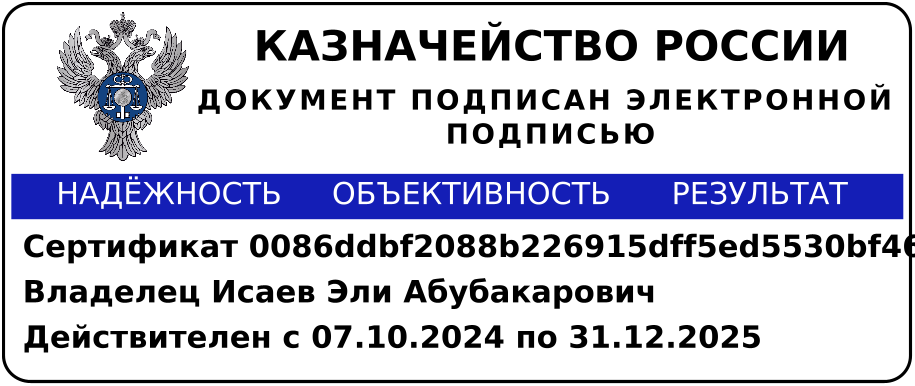 КАЗНАЧЕЙСТВО РОССИИ
ДОКУМЕНТ ПОДПИСАН ЭЛЕКТРОННОЙ
ПОДПИСЬЮ
НАДЁЖНОСТЬ ОБЪЕКТИВНОСТЬ РЕЗУЛЬТАТ
Сертификат 0086ddbf2088b226915dff5ed5530bf46
Владелец Исаев Эли Абубакарович
Действителен с 07.10.2024 по 31.12.2025